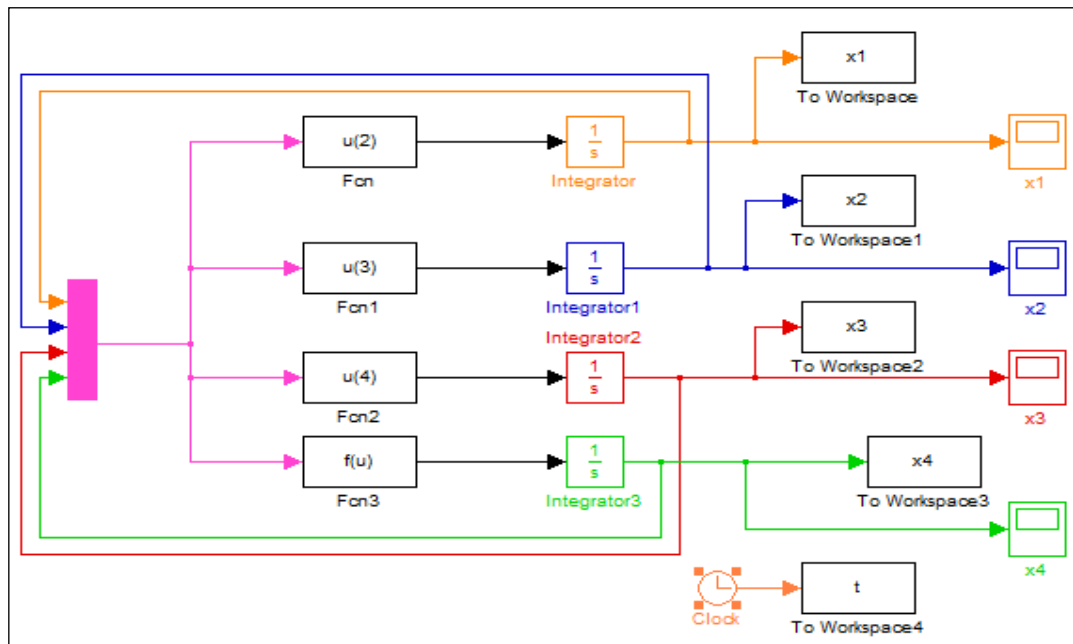 x1
To Workspace
u(2)
Fcn
1
s
Integrator
x1
x2
To Workspace1
u(3)
Fcn1
1
s
Integrator1
x2
Integrator2
x3
To Workspace2
u(4)
Fcn2
1
s
x3
f(u)
Fcn3
1
s
Integrator3
x4
To Workspace3
x4
Clock
t
To Workspace4